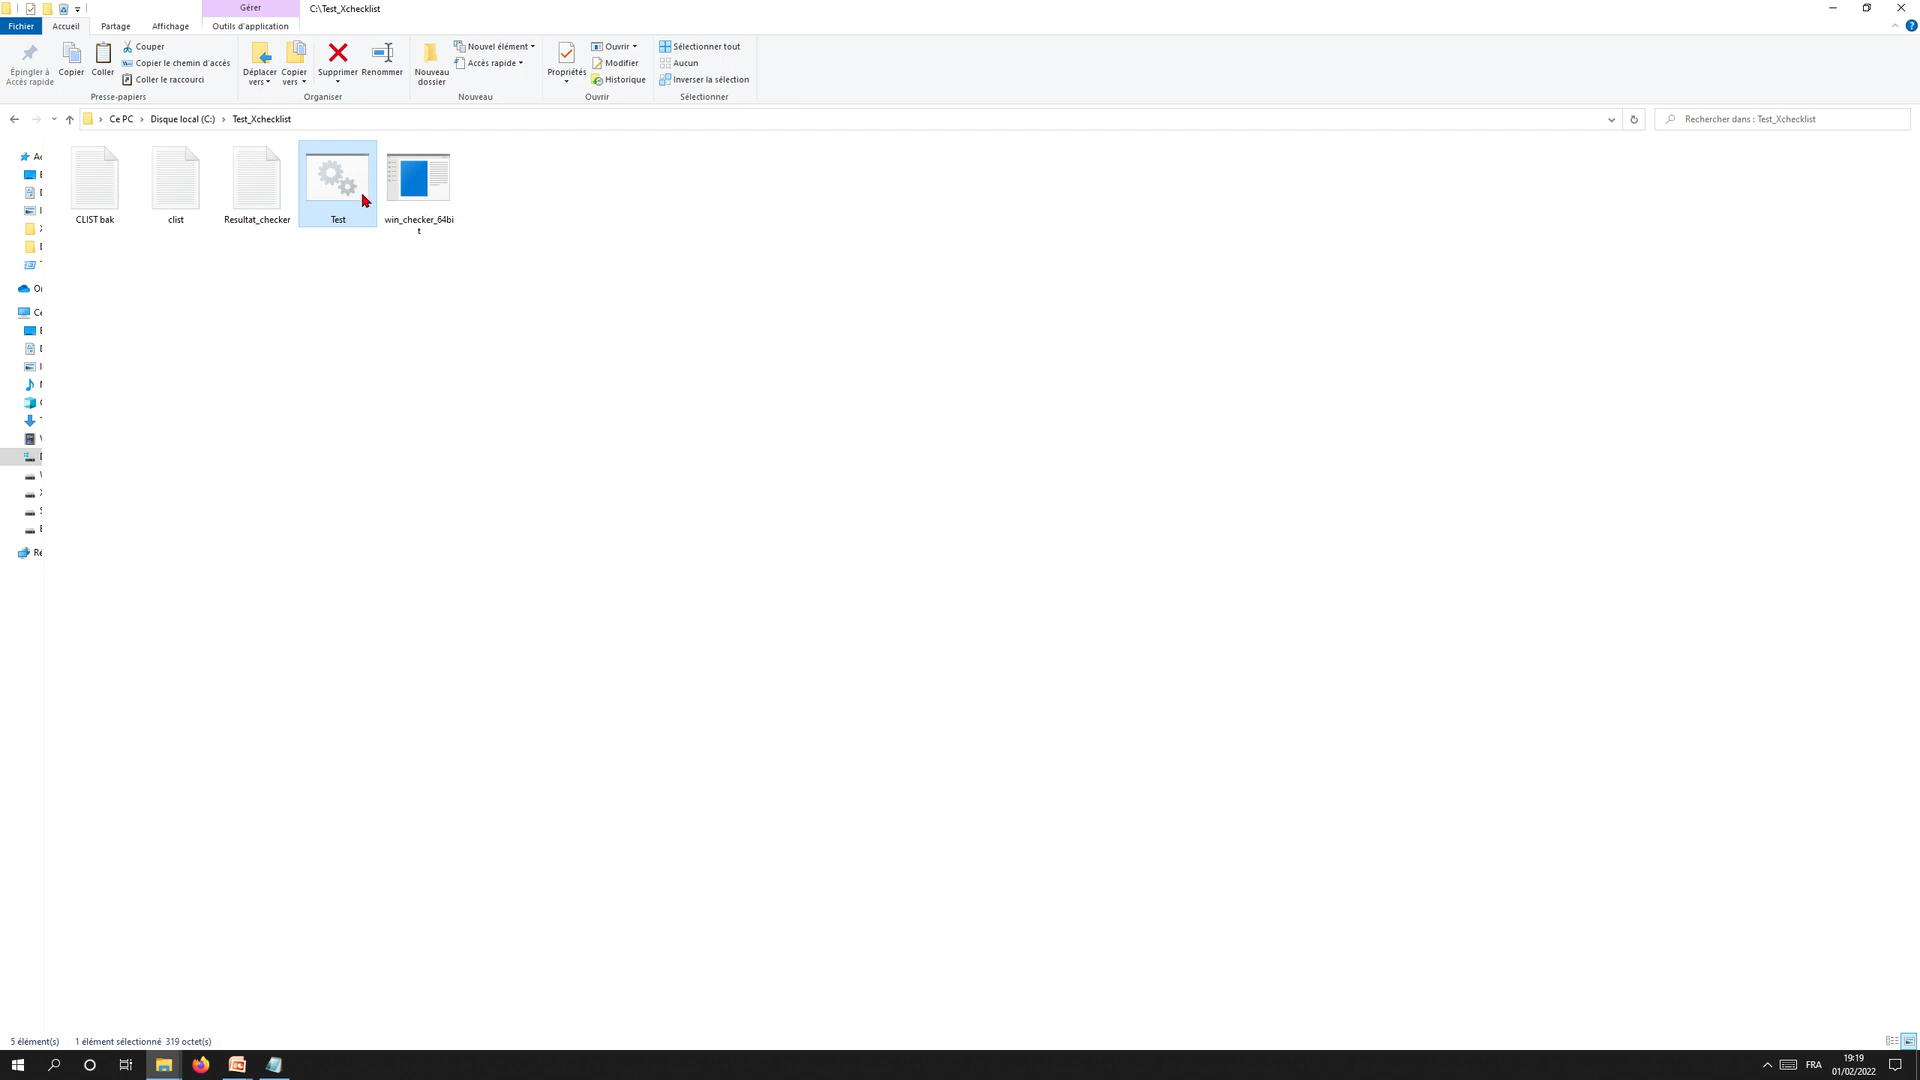 Gérer
C:\Test_Xchecklist
Fichier
Accueil
Partage
Affichage
Outils d'application
Épingler à
Accès rapide
Copier
Coller
Couper
Copier le chemin d'accès
Coller le raccourci
Presse-papiers
Déplacer
vers
Copier
vers
Supprimer
Renommer
Organiser
Nouveau
dossier
Nouvel élément
Accès rapide
Nouveau
Propriétés
Ouvrir
Modifier
Historique
Ouvrir
Sélectionner tout
Aucun
Inverser la sélection
Sélectionner
Ce PC
Disque local (C:)
Test_Xchecklist
Rechercher dans : Test_Xchecklist
CLIST bak
clist
Resultat_checker
Test
win_checker_64bi
t
5 élément(s)
1 élément sélectionné 319 octet(s)
FRA
19:19
01/02/2022